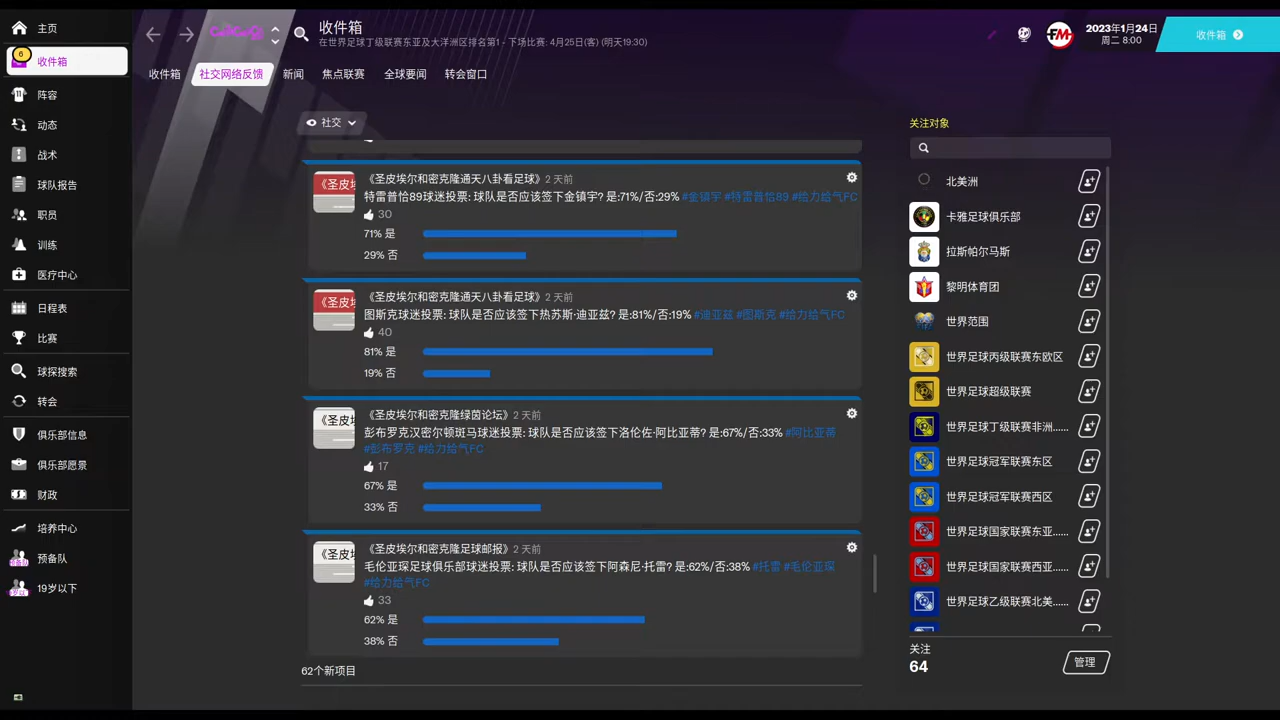 主页
收件箱
6
收件箱
阵容
动态
战术
球队报告
职员
训练
医疗中心
日程表
比赛
球探搜索
转会
俱乐部信息
俱乐部愿景
财政
培养中心
预备队
19岁以下
收件箱
在世界足球丁级联赛东亚及大洋洲区排名第1 - 下场比赛: 4月25日(客) (明天19:30)
FM
2023年1月24日
周二 8:00
收件箱
收件箱 社交网络反馈 新闻 焦点联赛 全球要闻 转会窗口
社交
《圣皮埃尔和密克隆通天八卦看足球》2 天前
特雷普恰89球迷投票: 球队是否应该签下金镇宇? 是:71%/否:29% #金镇宇 #特雷普恰89 #给力给气FC
30
71% 是
29% 否
《圣皮埃尔和密克隆通天八卦看足球》2 天前
图斯克球迷投票: 球队是否应该签下热苏斯·迪亚兹? 是:81%/否:19% #迪亚兹 #图斯克 #给力给气FC
40
81% 是
19% 否
《圣皮埃尔和密克隆绿茵论坛》2 天前
彭布罗克汉密尔顿斑马球迷投票: 球队是否应该签下洛伦佐·阿比亚蒂? 是:67%/否:33% #阿比亚蒂
#彭布罗克 #给力给气FC
17
67% 是
33% 否
《圣皮埃尔和密克隆足球邮报》2 天前
毛伦亚琛足球俱乐部球迷投票: 球队是否应该签下阿森尼·托雷? 是:62%/否:38% #托雷 #毛伦亚琛
#给力给气FC
33
62% 是
38% 否
62个新项目
关注对象
北美洲
卡雅足球俱乐部
拉斯帕尔马斯
黎明体育团
世界范围
世界足球丙级联赛东欧区
世界足球超级联赛
世界足球丁级联赛非洲......
世界足球冠军联赛东区
世界足球冠军联赛西区
世界足球国家联赛东亚......
世界足球国家联赛西亚......
世界足球乙级联赛北美......
关注
64
管理